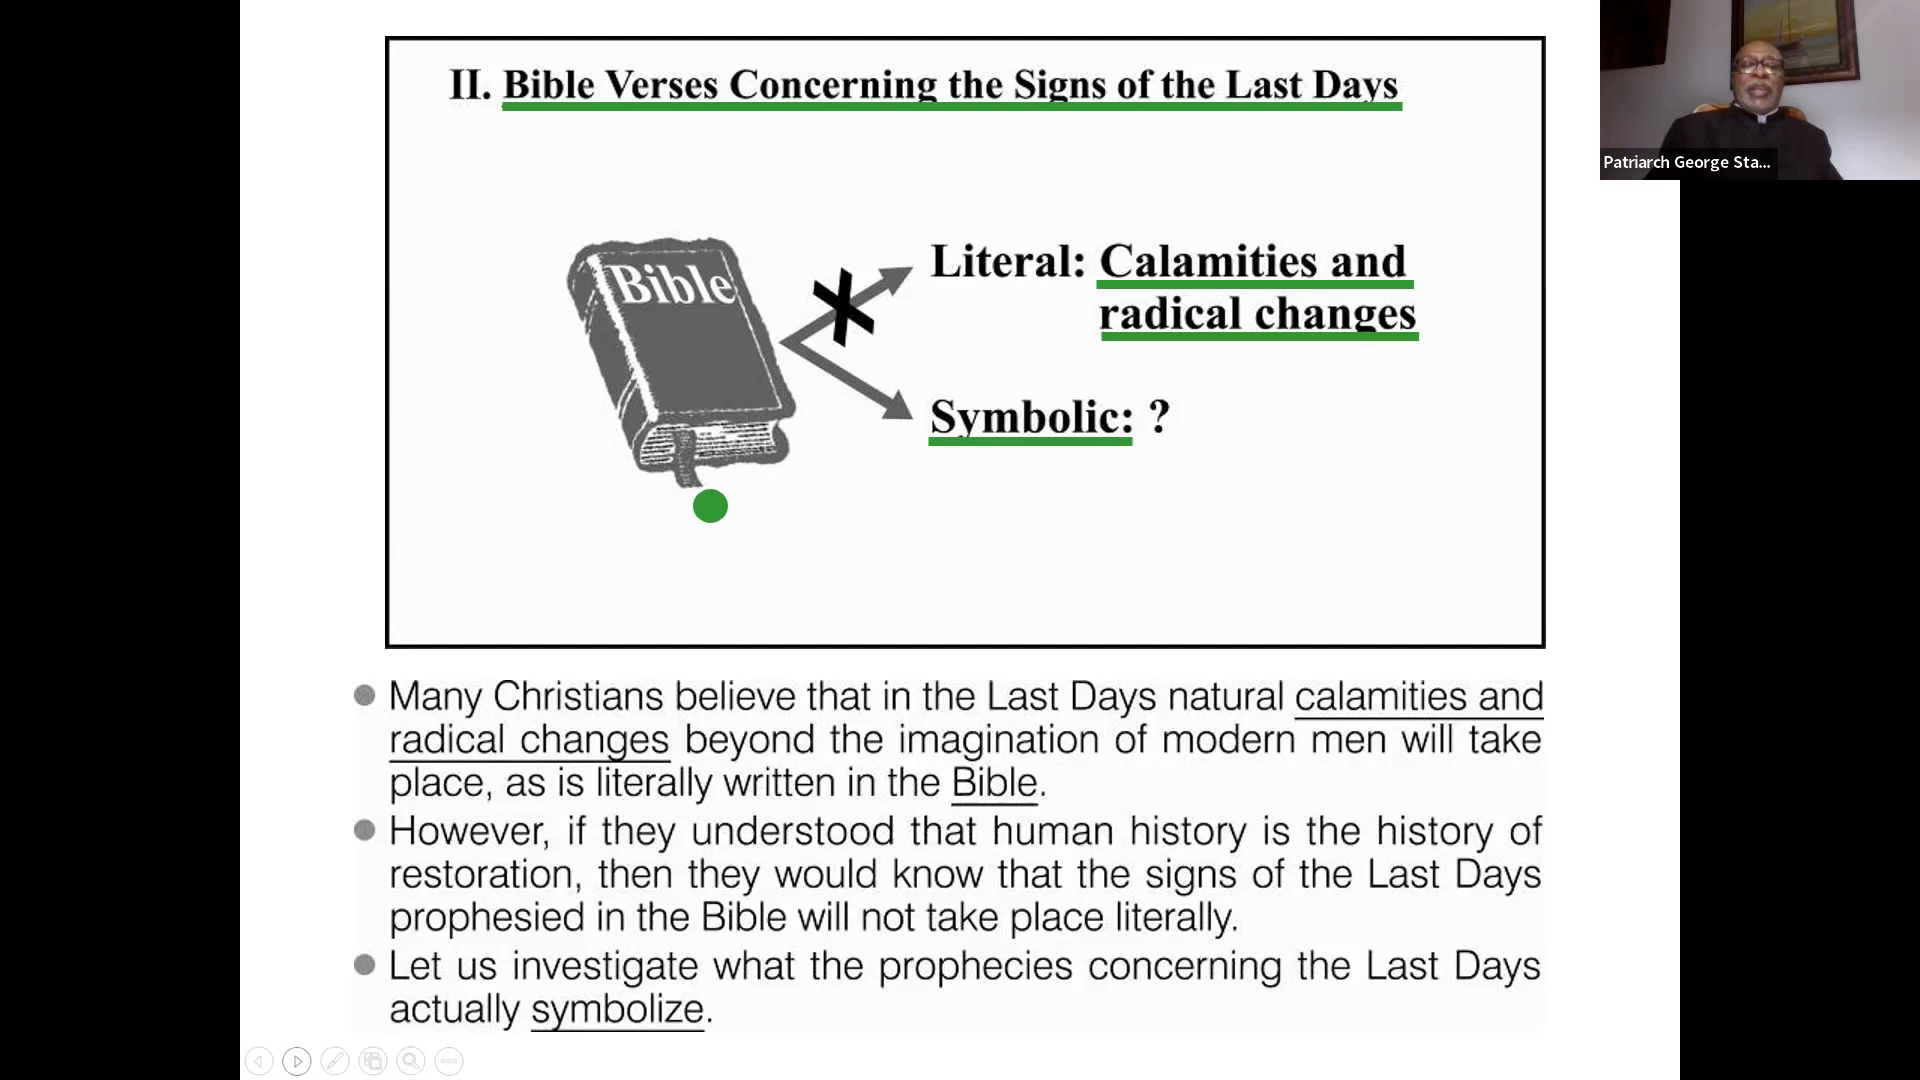 II. Bible Verses Concerning the Signs of the Last Days
Bible
Literal: Calamities and
radical changes
Symbolic: ?
Many Christians believe that in the Last Days natural calamities and
radical changes beyond the imagination of modern men will take
place, as is literally written in the Bible.
However, if they understood that human history is the history of
restoration, then they would know that the signs of the Last Days
prophesied in the Bible will not take place literally.
Let us investigate what the prophecies concerning the Last Days
actually symbolize.
Patriarch George Sta...